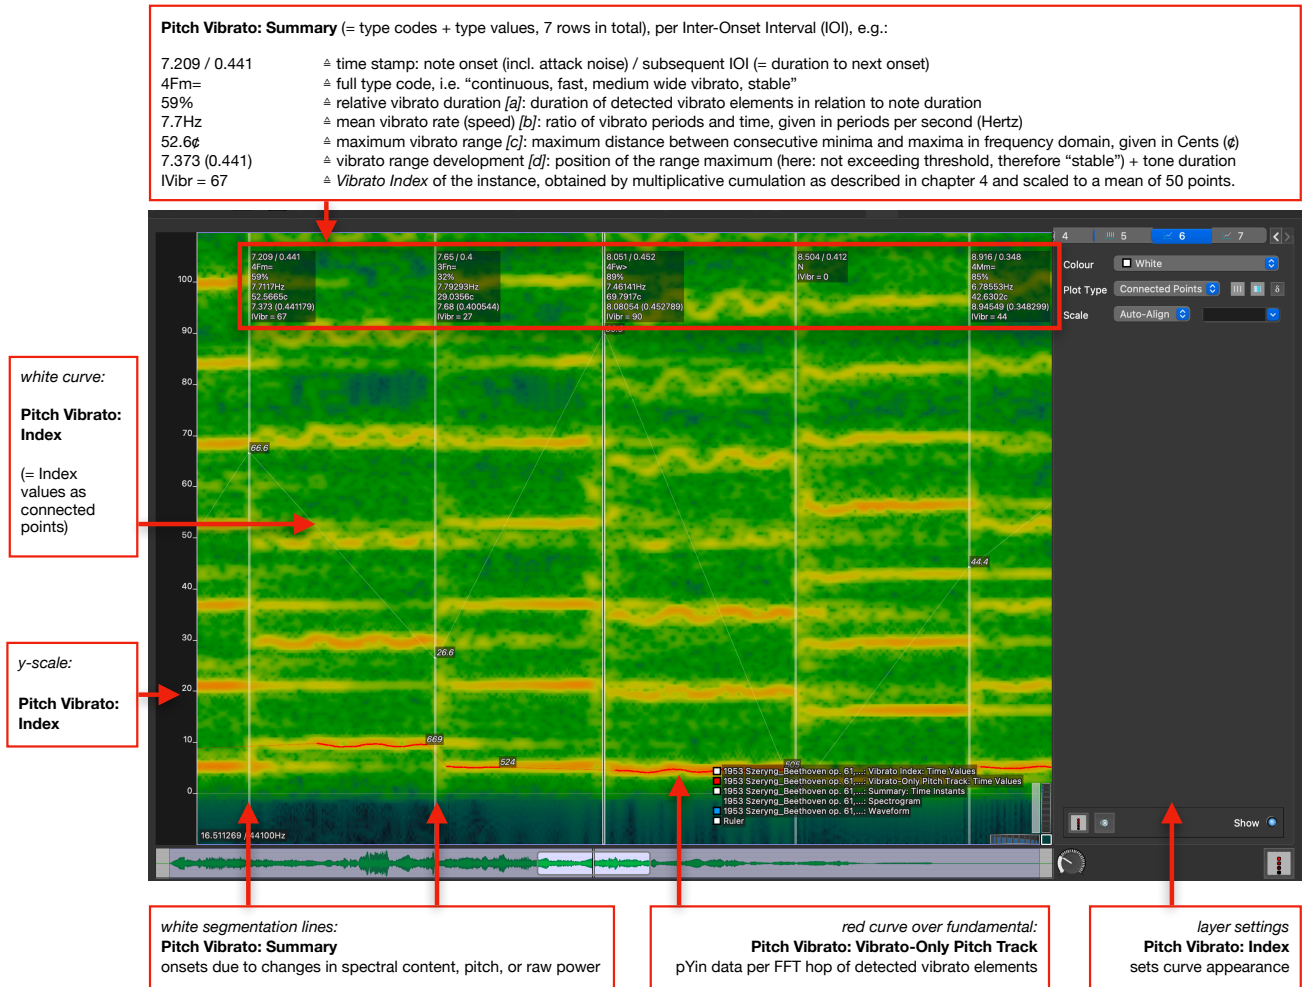 Pitch Vibrato: Summary (= type codes + type values, 7 rows in total), per Inter-Onset Interval (IOI), e.g.:
7.209 / 0.441 ≙ time stamp: note onset (incl. attack noise) / subsequent IOI (= duration to next onset)
4Fm= ≙ full type code, i.e. “continuous, fast, medium wide vibrato, stable”
59% ≙ relative vibrato duration [a]: duration of detected vibrato elements in relation to note duration
7.7Hz ≙ mean vibrato rate (speed) [b]: ratio of vibrato periods and time, given in periods per second (Hertz)
52.6¢ ≙ maximum vibrato range [c]: maximum distance between consecutive minima and maxima in frequency domain, given in Cents (¢)
7.373 (0.441) ≙ vibrato range development [d]: position of the range maximum (here: not exceeding threshold, therefore “stable”) + tone duration
IVibr = 67 ≙ Vibrato Index of the instance, obtained by multiplicative cumulation as described in chapter 4 and scaled to a mean of 50 points.
7.209 / 0.441
4Fm=
59%
7.7117Hz
52.5665c
7.373 (0.441179)
IVibr = 67
7.65 / 0.4
3Fn=
32%
7.79293Hz
29.0356c
7.68 (0.400544)
IVibr = 27
8.051 / 0.452
4Fw>
89%
7.46141Hz
69.7917c
8.08054 (0.452789)
IVibr = 90
8.504 / 0.412
N
IVibr = 0
8.916 / 0.348
4Mm=
85%
6.78553Hz
42.6302c
8.94549 (0.348299)
IVibr = 44
4 5 6 7
Colour White
Plot Type Connected Points
Scale Auto-Align
100
90
80
70
60
50
40
30
20
10
0
66.6
26.6
44.4
669
524
white curve:
Pitch Vibrato:
Index
(= Index
values as
connected
points)
y-scale:
Pitch Vibrato:
Index
1953 Szeryng_Beethoven op. 61,...: Vibrato Index: Time Values
1953 Szeryng_Beethoven op. 61,...: Vibrato-Only Pitch Track: Time Values
1953 Szeryng_Beethoven op. 61,...: Summary: Time Instants
1953 Szeryng_Beethoven op. 61,...: Spectrogram
1953 Szeryng_Beethoven op. 61,...: Waveform
Ruler
16.511269 / 44100Hz
Show
white segmentation lines:
Pitch Vibrato: Summary
onsets due to changes in spectral content, pitch, or raw power
red curve over fundamental:
Pitch Vibrato: Vibrato-Only Pitch Track
pYin data per FFT hop of detected vibrato elements
layer settings
Pitch Vibrato: Index
sets curve appearance